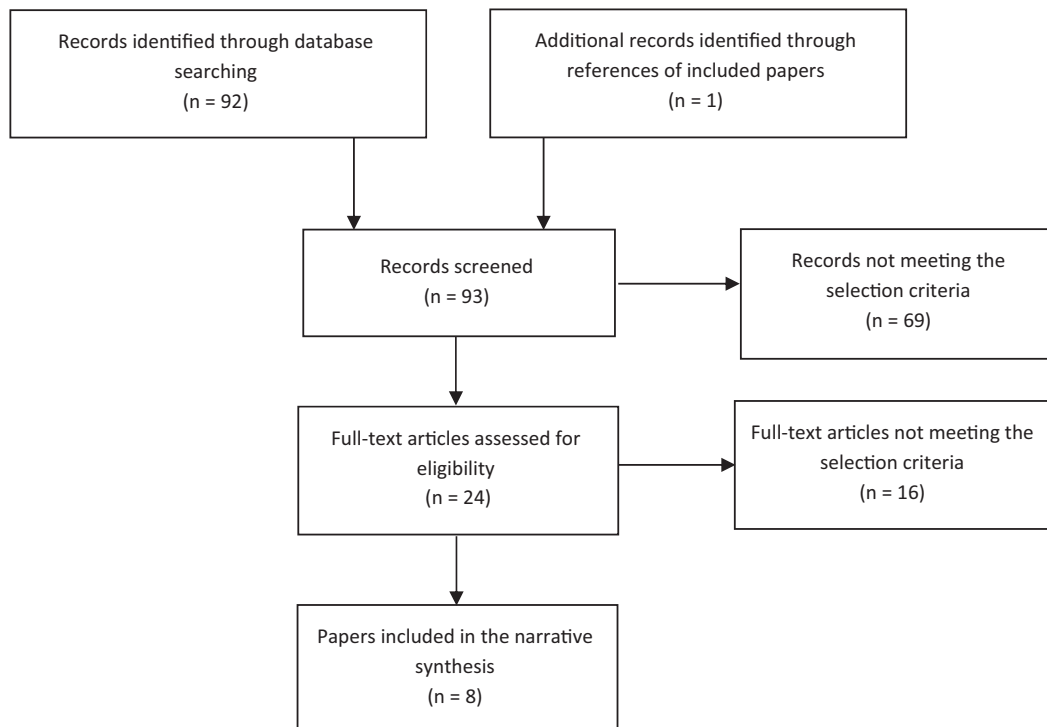 Records identified through database
searching
(n = 92)
Additional records identified through
references of included papers
(n = 1)
Records screened
(n = 93)
Records not meeting the
selection criteria
(n = 69)
Full-text articles assessed for
eligibility
(n = 24)
Full-text articles not meeting the
selection criteria
(n = 16)
Papers included in the narrative
synthesis
(n = 8)